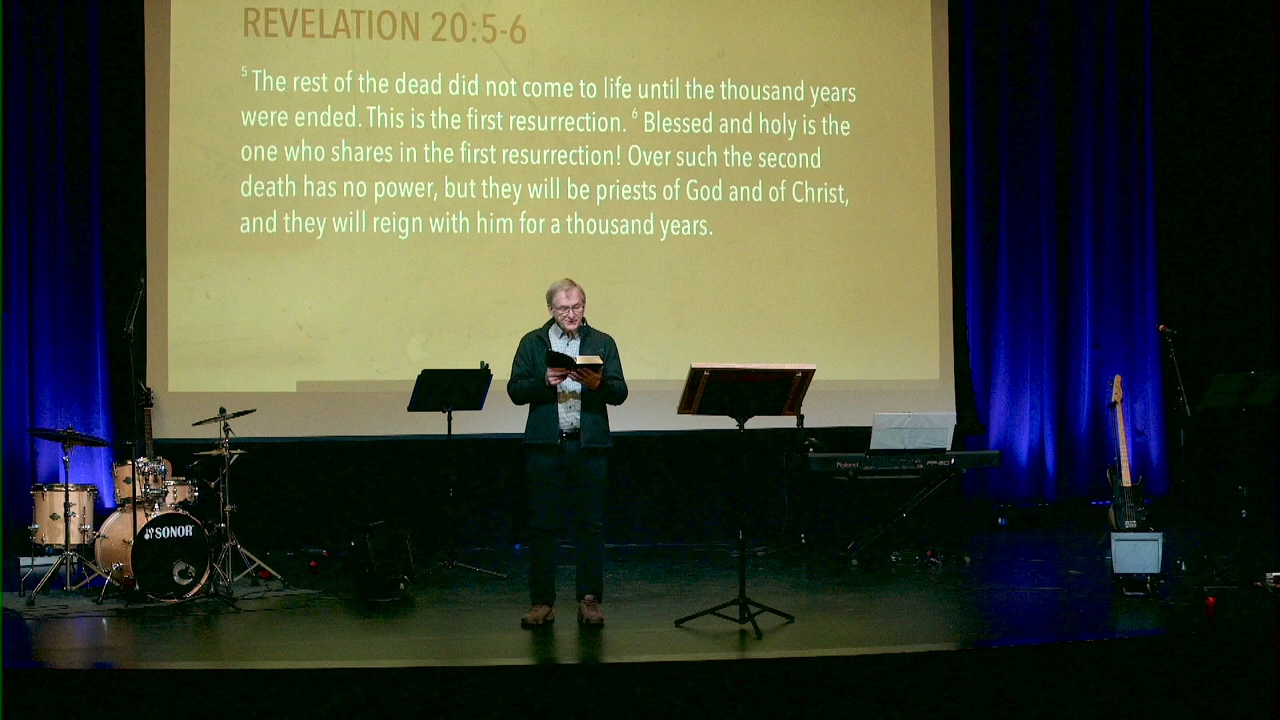 REVELATION 20:5-6
5 The rest of the dead did not come to life until the thousand years
were ended. This is the first resurrection. 6 Blessed and holy is the
one who shares in the first resurrection! Over such the second
death has no power, but they will be priests of God and of Christ,
and they will reign with him for a thousand years.
Roland
FP-80
SONOR